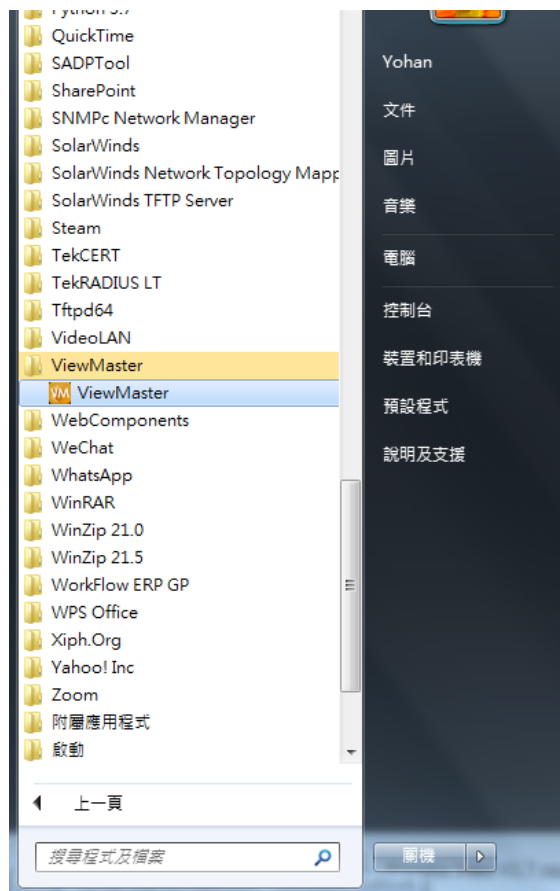 QuickTime
SADPTool
SharePoint
SNMPc Network Manager
SolarWinds
SolarWinds Network Topology Mapp
SolarWinds TFTP Server
Steam
TekCERT
TekRADIUS LT
Tftpd64
VideoLAN
ViewMaster
VM ViewMaster
WebComponents
WeChat
WhatsApp
WinRAR
WinZip 21.0
WinZip 21.5
WorkFlow ERP GP
WPS Office
Xiph.Org
Yahoo! Inc
Zoom
附屬應用程式
啟動
上一頁
搜尋程式及檔案
Yohan
文件
圖片
音樂
電腦
控制台
裝置和印表機
預設程式
說明及支援
關機